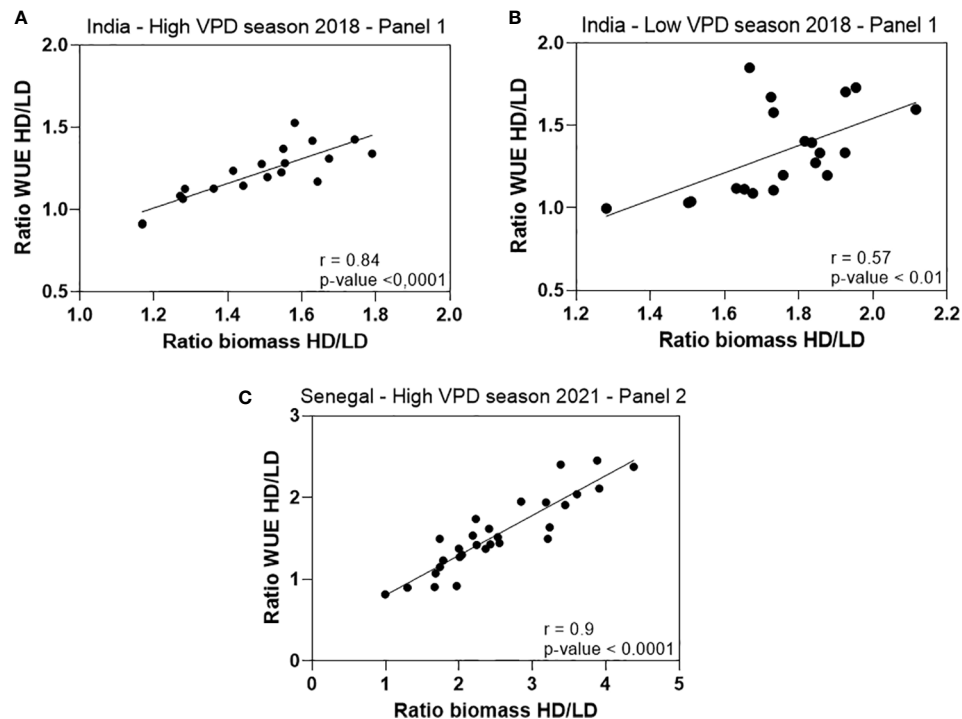 A
India - High VPD season 2018 - Panel 1
2.0
1.5
1.0
0.5
Ratio WUE HD/LD
r = 0.84
p-value <0,0001
1.0 1.2 1.4 1.6 1.8 2.0
Ratio biomass HD/LD
B
India - Low VPD season 2018 - Panel 1
2.0
1.5
1.0
0.5
Ratio WUE HD/LD
r = 0.57
p-value < 0.01
1.2 1.4 1.6 1.8 2.0 2.2
Ratio biomass HD/LD
C
Senegal - High VPD season 2021 - Panel 2
3
2
1
0
Ratio WUE HD/LD
r = 0.9
p-value < 0.0001
0 1 2 3 4 5
Ratio biomass HD/LD